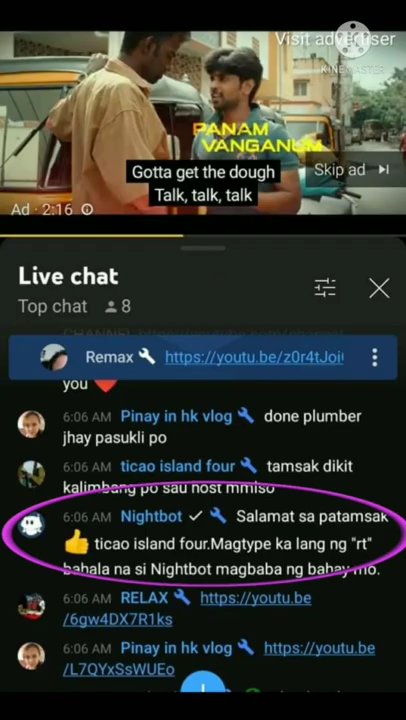 Visit advertiser
KINEMASTER
PANAM
VANGANUM
Gotta get the dough
Talk, talk, talk
Skip ad
Ad · 2:16
Live chat
Top chat 8
Remax https://youtu.be/z0r4tJoi
you
6:06 AM Pinay in hk vlog done plumber
jhay pasukli po
6:06 AM ticao island four tamsak dikit
kalimbang po sau host mmiso
6:06 AM Nightbot Salamat sa patamsak
ticao island four.Magtype ka lang ng "rt"
bahala na si Nightbot magbaba ng bahay mo.
6:06 AM RELAX https://youtu.be
/6gw4DX7R1ks
6:06 AM Pinay in hk vlog https://youtu.be
/L7QYxSsWUEo